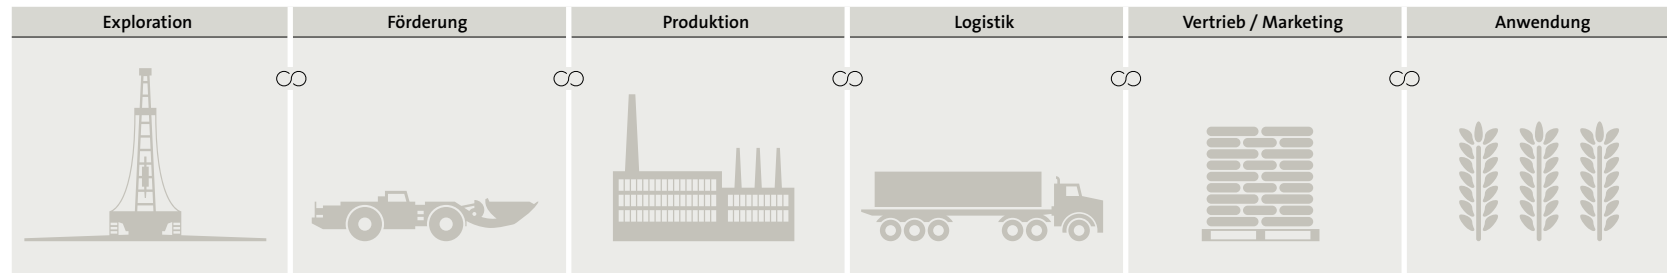 Exploration
Förderung
Produktion
Logistik
Vertrieb / Marketing
Anwendung